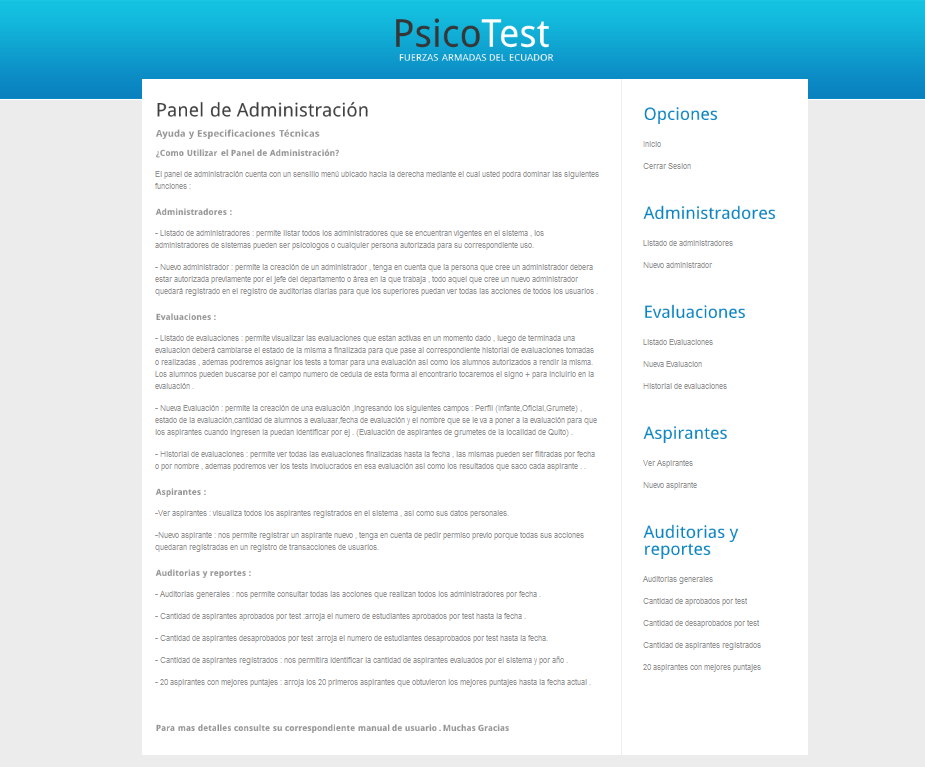 PsicoTest
FUERZAS ARMADAS DEL ECUADOR
Panel de Administración
Ayuda y Especificaciones Técnicas
¿Como Utilizar el Panel de Administración?
El panel de administración cuenta con un sensillo menú ubicado hacia la derecha mediante el cual usted podra dominar las siguientes
funciones :
Administradores :
- Listado de administradores : permite listar todos los administradores que se encuentran vigentes en el sistema , los
administradores de sistemas pueden ser psicologos o cualquier persona autorizada para su correspondiente uso.
- Nuevo administrador : permite la creación de un administrador , tenga en cuenta que la persona que cree un administrador debera
estar autorizada previamente por el jefe del departamento o área en la que trabaja , todo aquel que cree un nuevo administrador
quedará registrado en el registro de auditorias diarias para que los superiores puedan ver todas las acciones de todos los usuarios .
Evaluaciones :
- Listado de evaluaciones : permite visualizar las evaluaciones que estan activas en un momento dado , luego de terminada una
evaluacion deberá cambiarse el estado de la misma a finalizada para que pase al correspondiente historial de evaluaciones tomadas
o realizadas , ademas podremos asignar los tests a tomar para una evaluación asi como los alumnos autorizados a rendir la misma.
Los alumnos pueden buscarse por el campo numero de cedula de esta forma al encontrarlo tocaremos el signo + para incluirlo en la
evaluación .
- Nueva Evaluación : permite la creación de una evaluación ,ingresando los siguientes campos : Perfil (Infante,Oficial,Grumete) ,
estado de la evaluación,cantidad de alumnos a evaluaar,fecha de evaluación y el nombre que se le va a poner a la evaluación para que
los aspirantes cuando ingresen la puedan identificar por ej . (Evaluación de aspirantes de grumetes de la localidad de Quito) .
- Historial de evaluaciones : permite ver todas las evaluaciones finalizadas hasta la fecha , las mismas pueden ser filtradas por fecha
o por nombre , ademas podremos ver los tests involucrados en esa evaluación asi como los resultados que saco cada aspirante . .
Aspirantes :
-Ver aspirantes : visualiza todos los aspirantes registrados en el sistema , asi como sus datos personales.
-Nuevo aspirante : nos permite registrar un aspirante nuevo , tenga en cuenta de pedir permiso previo porque todas sus acciones
quedaran registradas en un registro de transacciones de usuarios.
Auditorias y reportes :
- Auditorias generales : nos permite consultar todas las acciones que realizan todos los administradores por fecha .
- Cantidad de aspirantes aprobados por test :arroja el numero de estudiantes aprobados por test hasta la fecha .
- Cantidad de aspirantes desaprobados por test :arroja el numero de estudiantes desaprobados por test hasta la fecha.
- Cantidad de aspirantes registrados : nos permitira identificar la cantidad de aspirantes evaluados por el sistema y por año .
- 20 aspirantes con mejores puntajes : arroja los 20 primeros aspirantes que obtuvieron los mejores puntajes hasta la fecha actual .
Para mas detalles consulte su correspondiente manual de usuario . Muchas Gracias
Opciones
Inicio
Cerrar Sesion
Administradores
Listado de administradores
Nuevo administrador
Evaluaciones
Listado Evaluaciones
Nueva Evaluacion
Historial de evaluaciones
Aspirantes
Ver Aspirantes
Nuevo aspirante
Auditorias y
reportes
Auditorias generales
Cantidad de aprobados por test
Cantidad de desaprobados por test
Cantidad de aspirantes registrados
20 aspirantes con mejores puntajes